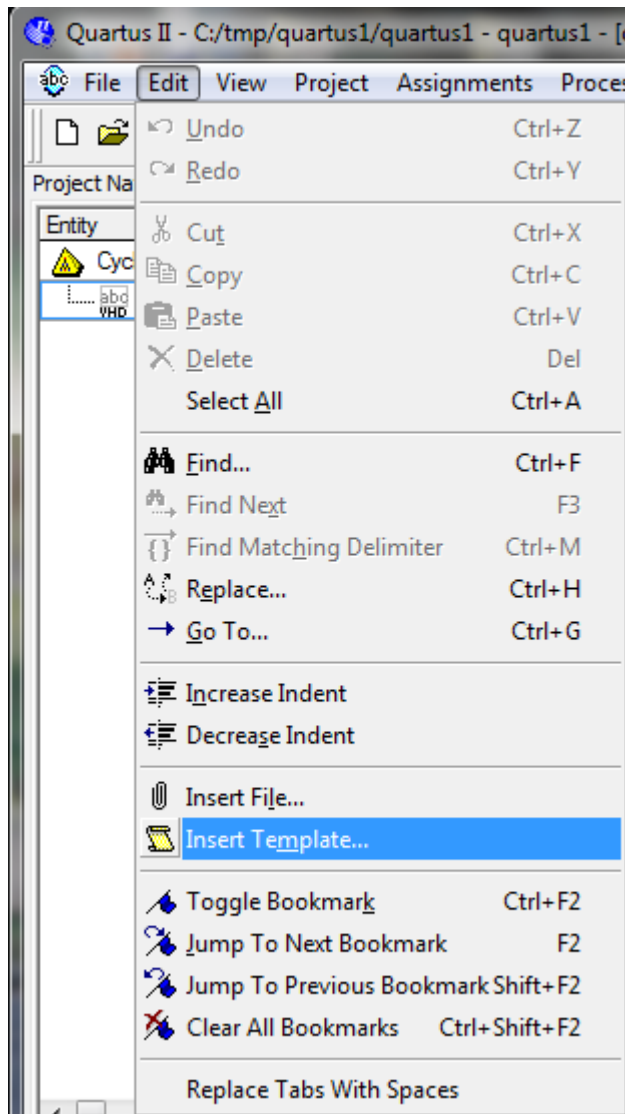 Quartus II - C:/tmp/quartus1/quartus1 - quartus1 - [
File Edit View Project Assignments Proces
Project Na
Entity
Cycl
abc
VHD
Undo Ctrl+Z
Redo Ctrl+Y
Cut Ctrl+X
Copy Ctrl+C
Paste Ctrl+V
Delete Del
Select All Ctrl+A
Find... Ctrl+F
Find Next F3
Find Matching Delimiter Ctrl+M
Replace... Ctrl+H
Go To... Ctrl+G
Increase Indent
Decrease Indent
Insert File...
Insert Template...
Toggle Bookmark Ctrl+F2
Jump To Next Bookmark F2
Jump To Previous Bookmark Shift+F2
Clear All Bookmarks Ctrl+Shift+F2
Replace Tabs With Spaces